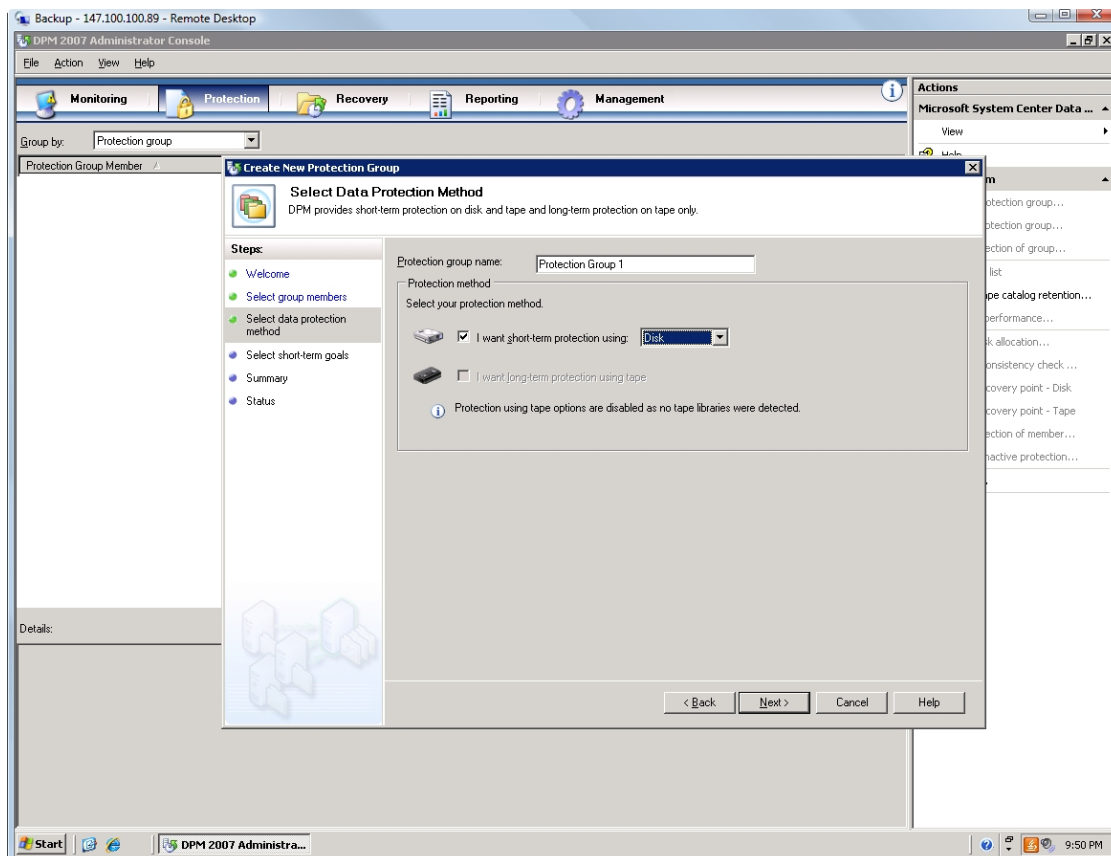 Backup - 147.100.100.89 - Remote Desktop
DPM 2007 Administrator Console
File Action View Help
Monitoring Protection Recovery Reporting Management
Group by: Protection group
Protection Group Member
Create New Protection Group
Select Data Protection Method
DPM provides short-term protection on disk and tape and long-term protection on tape only.
Steps:
Welcome
Select group members
Select data protection
method
Select short-term goals
Summary
Status
Protection group name: Protection Group 1
Protection method
Select your protection method.
I want short-term protection using: Disk
I want long-term protection using tape
Protection using tape options are disabled as no tape libraries were detected.
< Back Next > Cancel Help
Details:
Actions
Microsoft System Center Data ...
View
Help
m
otection group...
otection group...
ection of group...
list
pe catalog retention...
performance...
k allocation...
onsistency check ...
covery point - Disk
covery point - Tape
ection of member...
nactive protection...
Start DPM 2007 Administra... 9:50 PM